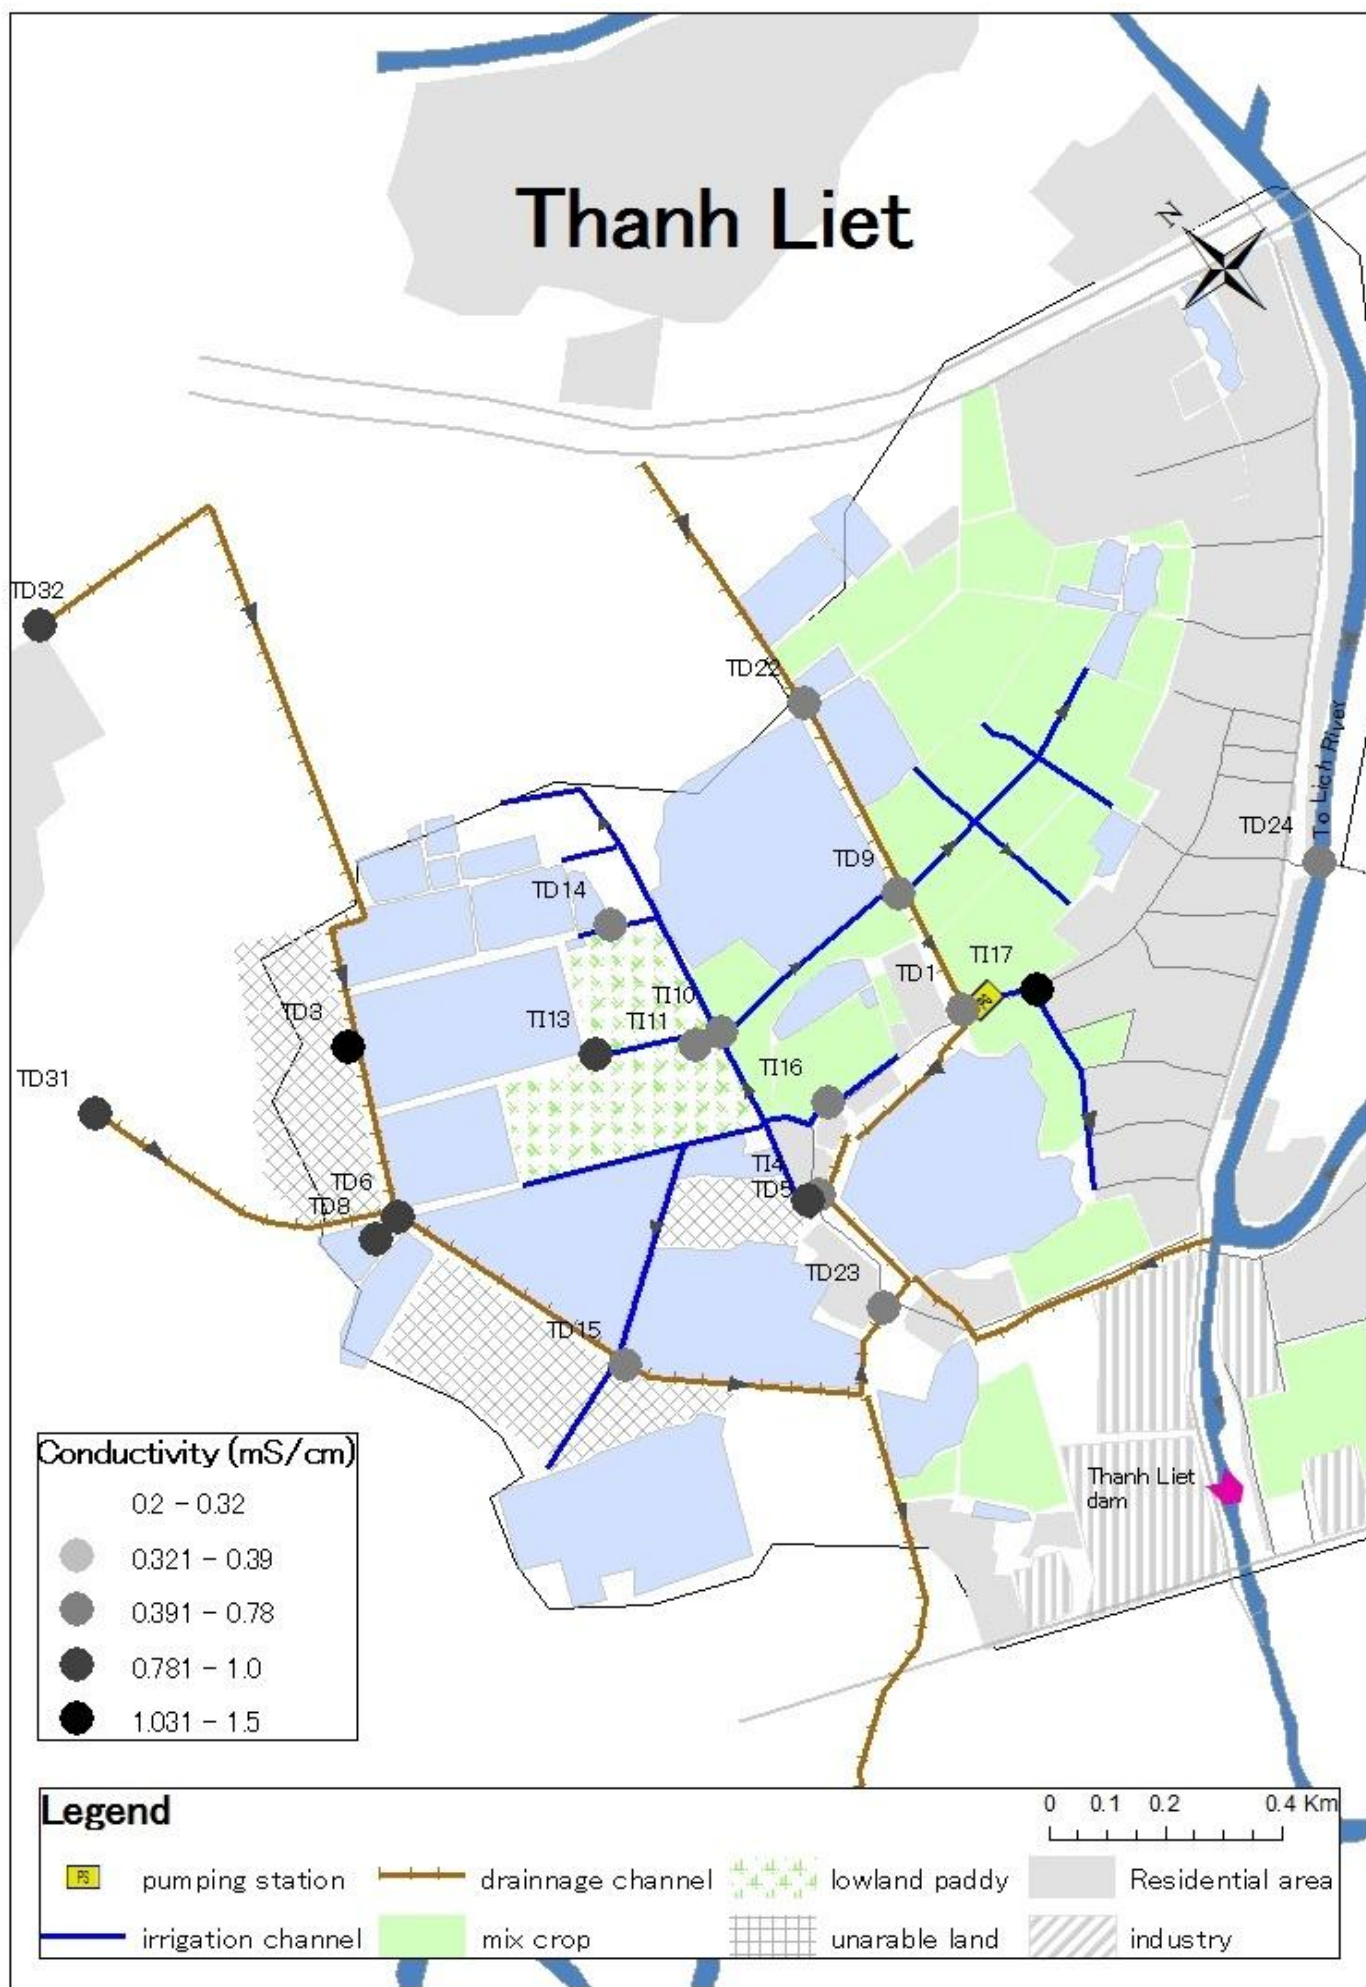 Thanh Liet
N
TD32
TD22
TD24
To Lich River
TD9
TD14
TD1
TI17
PS
TI10
TD3
TI13
TI11
TI16
TD31
TI4
TD6
TD5
TD8
TD23
TD15
Conductivity (mS/cm)
0.2 - 0.32
0.321 - 0.39
0.391 - 0.78
0.781 - 1.0
1.031 - 1.5
Thanh Liet
dam
Legend
0 0.1 0.2 0.4 Km
PS pumping station
drainnage channel
lowland paddy
Residential area
irrigation channel
mix crop
unarable land
industry